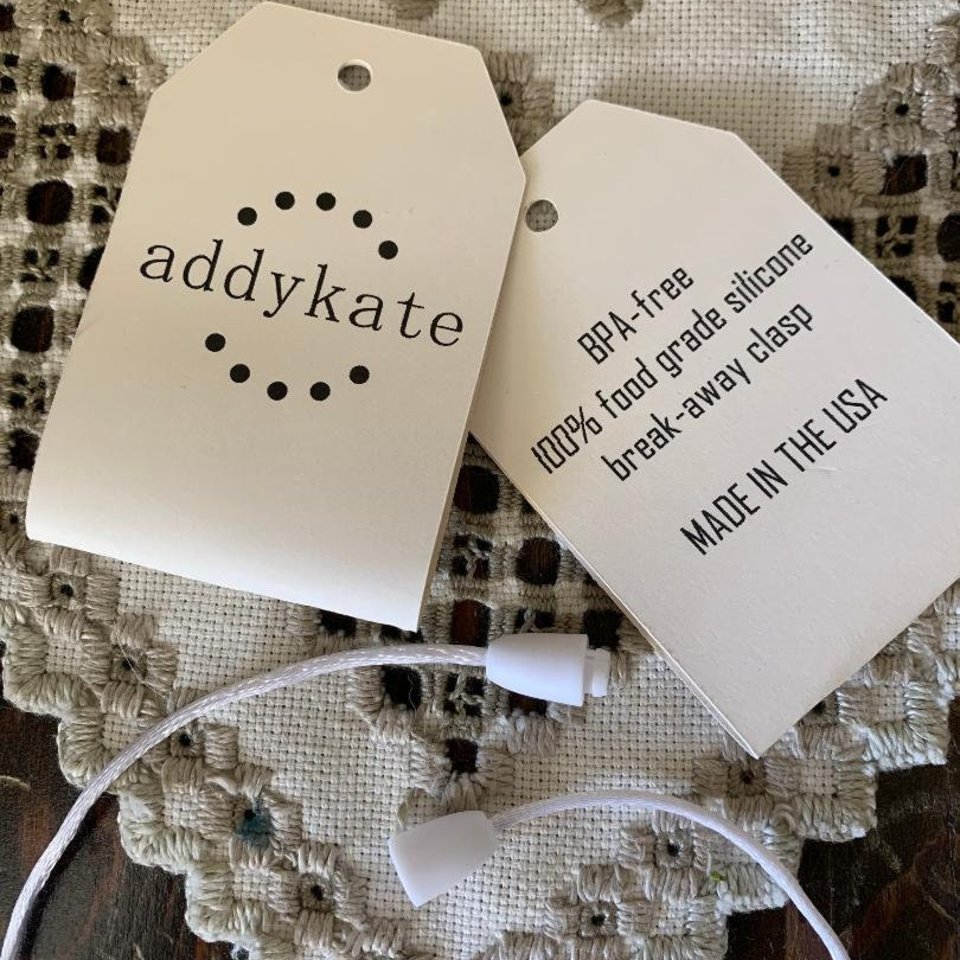 addykate
BPA-free
100% food grade silicone
break-away clasp
MADE IN THE USA